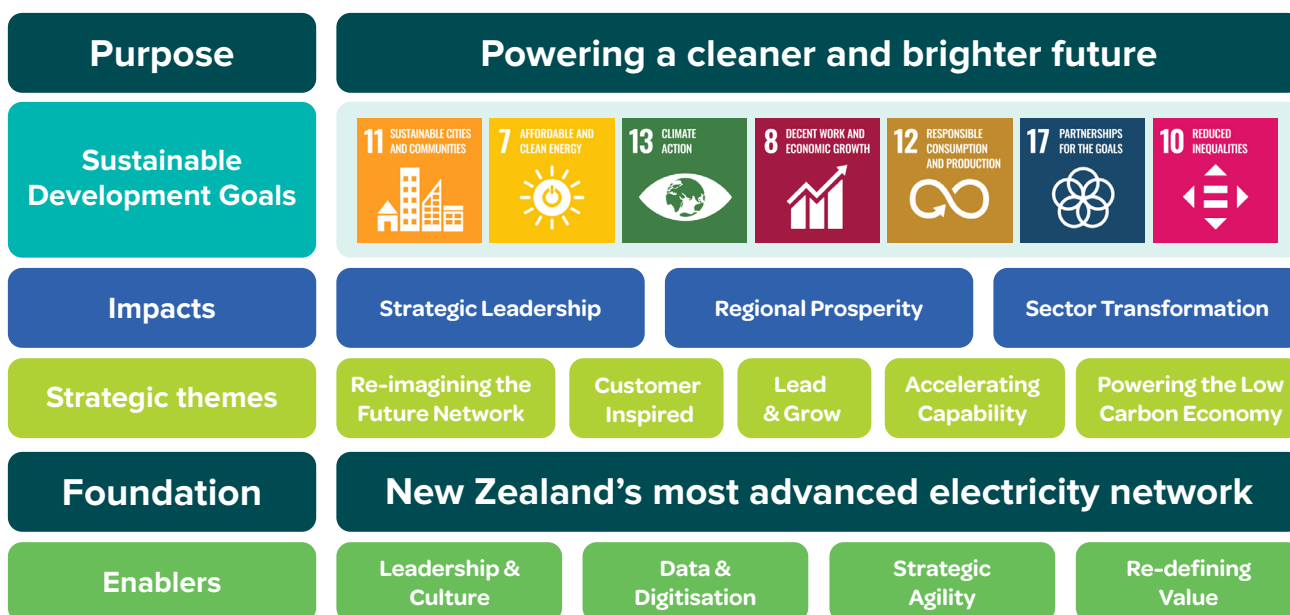 Purpose
Powering a cleaner and brighter future
Sustainable
Development Goals
11 SUSTAINABLE CITIES
AND COMMUNITIES
7 AFFORDABLE AND
CLEAN ENERGY
13 CLIMATE
ACTION
8 DECENT WORK AND
ECONOMIC GROWTH
12 RESPONSIBLE
CONSUMPTION
AND PRODUCTION
17 PARTNERSHIPS
FOR THE GOALS
10 REDUCED
INEQUALITIES
Impacts
Strategic Leadership
Regional Prosperity
Sector Transformation
Strategic themes
Re-imagining the
Future Network
Customer
Inspired
Lead
& Grow
Accelerating
Capability
Powering the Low
Carbon Economy
Foundation
New Zealand’s most advanced electricity network
Enablers
Leadership &
Culture
Data &
Digitisation
Strategic
Agility
Re-defining
Value